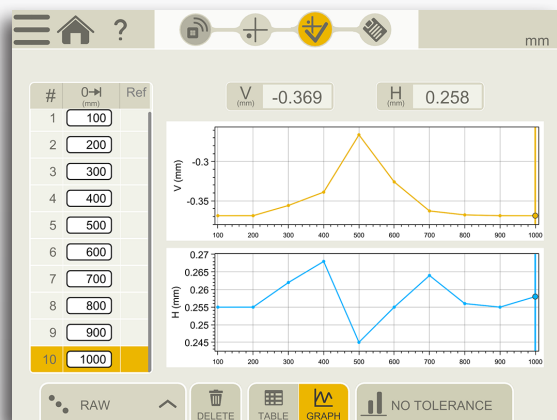 ?
mm
# 0→ (mm) Ref
1 100
2 200
3 300
4 400
5 500
6 600
7 700
8 800
9 900
10 1000
V (mm) -0.369
H (mm) 0.258
V (mm)
-0.3
-0.35
100 200 300 400 500 600 700 800 900 1000
H (mm)
0.27
0.265
0.26
0.255
0.25
0.245
100 200 300 400 500 600 700 800 900 1000
RAW
DELETE
TABLE
GRAPH
NO TOLERANCE